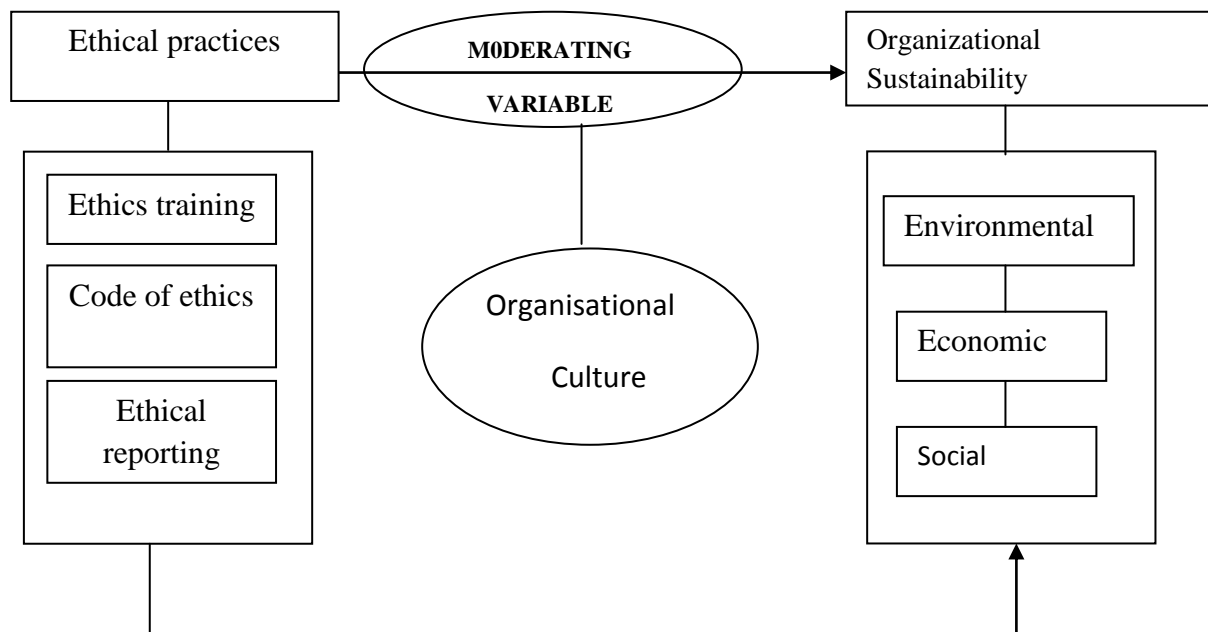 Ethical practices
M0DERATING
VARIABLE
Organizational
Sustainability
Ethics training
Code of ethics
Ethical
reporting
Organisational
Culture
Environmental
Economic
Social